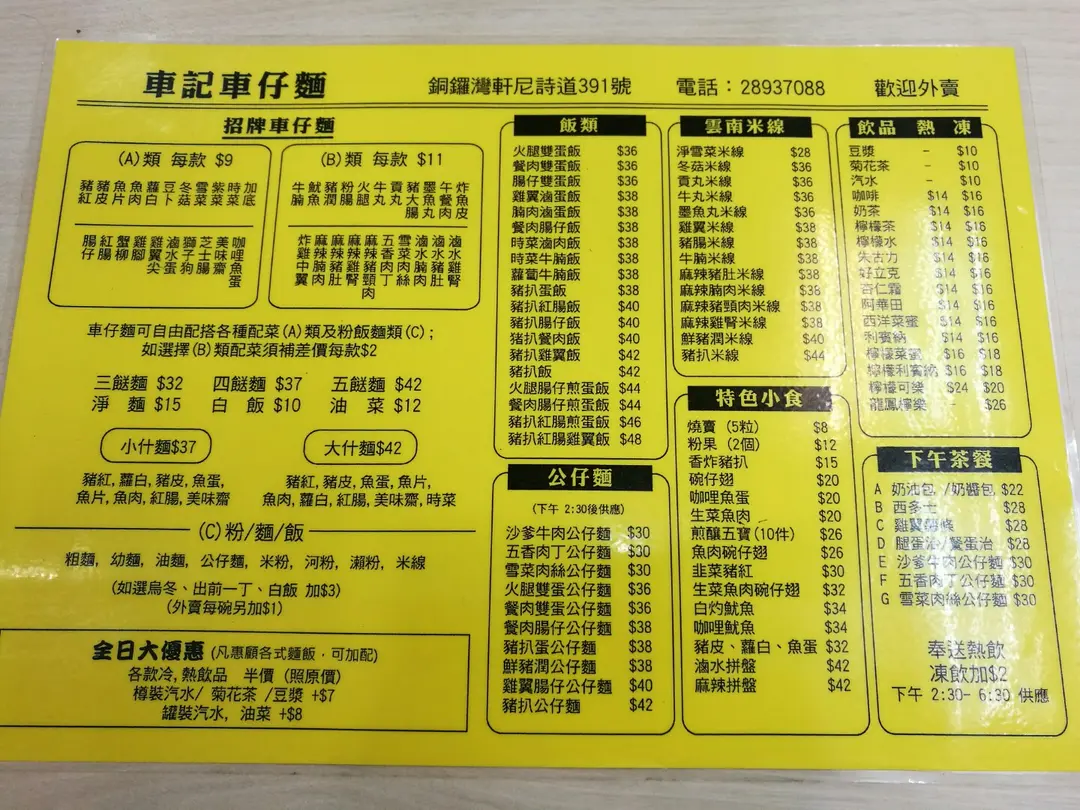 車記車仔麵
銅鑼灣軒尼詩道391號
電話：28937088
歡迎外賣
招牌車仔麵
(A)類 每款 $9
豬紅
豬皮
魚片
魚肉
蘿白
豆卜
冬菇
雪菜
紫菜
時菜
加底
腸仔
紅腸
蟹柳
雞腳
雞翼尖
滷水蛋
獅子狗
芝士腸
美味齋
咖哩魚蛋
(B)類 每款 $11
牛腩
魷魚
豬潤
粉腸
火腿
牛丸
貢丸
豬大腸
墨魚丸
午餐肉
炸魚皮
炸雞中翼
麻辣腩肉
麻辣豬肚
麻辣雞腎
麻辣豬頸肉
五香肉丁
雪菜肉絲
滷水腩肉
滷水豬肚
滷水雞腎
車仔麵可自由配搭各種配菜(A)類及粉飯麵類(C)；
如選擇(B)類配菜須補差價每款$2
三餸麵 $32 四餸麵 $37 五餸麵 $42
淨 麵 $15 白 飯 $10 油 菜 $12
小什麵$37
豬紅, 蘿白, 豬皮, 魚蛋,
魚片, 魚肉, 紅腸, 美味齋
大什麵$42
豬紅, 豬皮, 魚蛋, 魚片,
魚肉, 蘿白, 紅腸, 美味齋, 時菜
(C)粉/麵/飯
粗麵, 幼麵, 油麵, 公仔麵, 米粉, 河粉, 瀨粉, 米線
(如選烏冬、出前一丁、白飯 加$3)
(外賣每碗另加$1)
全日大優惠 (凡惠顧各式麵飯，可加配)
各款冷,熱飲品 半價 (照原價)
樽裝汽水/ 菊花茶 /豆漿 +$7
罐裝汽水, 油菜 +$8
飯類
火腿雙蛋飯 $36
餐肉雙蛋飯 $36
腸仔雙蛋飯 $36
雞翼滷蛋飯 $38
腩肉滷蛋飯 $38
餐肉腸仔飯 $38
時菜滷肉飯 $38
時菜牛腩飯 $38
蘿蔔牛腩飯 $38
豬扒蛋飯 $38
豬扒紅腸飯 $40
豬扒腸仔飯 $40
豬扒餐肉飯 $40
豬扒雞翼飯 $42
豬扒飯 $42
火腿腸仔煎蛋飯 $44
餐肉腸仔煎蛋飯 $44
豬扒紅腸煎蛋飯 $46
豬扒紅腸雞翼飯 $48
公仔麵
(下午 2:30後供應)
沙爹牛肉公仔麵 $30
五香肉丁公仔麵 $30
雪菜肉絲公仔麵 $30
火腿雙蛋公仔麵 $36
餐肉雙蛋公仔麵 $36
餐肉腸仔公仔麵 $38
豬扒蛋公仔麵 $38
鮮豬潤公仔麵 $38
雞翼腸仔公仔麵 $40
豬扒公仔麵 $42
雲南米線
淨雪菜米線 $28
冬菇米線 $36
貢丸米線 $36
牛丸米線 $36
墨魚丸米線 $36
雞翼米線 $38
豬腸米線 $38
牛腩米線 $38
麻辣豬肚米線 $38
麻辣腩肉米線 $38
麻辣豬頸肉米線 $38
麻辣雞腎米線 $38
鮮豬潤米線 $40
豬扒米線 $44
特色小食
燒賣 (5粒) $8
粉果 (2個) $12
香炸豬扒 $15
碗仔翅 $20
咖哩魚蛋 $20
生菜魚肉 $20
煎釀五寶(10件) $26
魚肉碗仔翅 $26
韭菜豬紅 $30
生菜魚肉碗仔翅 $32
白灼魷魚 $34
咖哩魷魚 $34
豬皮、蘿白、魚蛋 $32
滷水拼盤 $42
麻辣拼盤 $42
飲品 熱 凍
豆漿 - $10
菊花茶 - $10
汽水 - $10
咖啡 $14 $16
奶茶 $14 $16
檸檬茶 $14 $16
檸檬水 $14 $16
朱古力 $14 $16
好立克 $14 $16
杏仁霜 $14 $16
阿華田 $14 $16
西洋菜蜜 $14 $16
利賓納 $14 $16
檸檬菜蜜 $16 $18
檸檬利賓納 $16 $18
檸檬可樂 $24 $20
龍鳳檸樂 - $26
下午茶餐
A 奶油包 /奶醬包 $22
B 西多士 $28
C 雞翼薯條 $28
D 腿蛋治/餐蛋治 $28
E 沙爹牛肉公仔麵 $30
F 五香肉丁公仔麵 $30
G 雪菜肉絲公仔麵 $30
奉送熱飲
凍飲加$2
下午 2:30- 6:30 供應